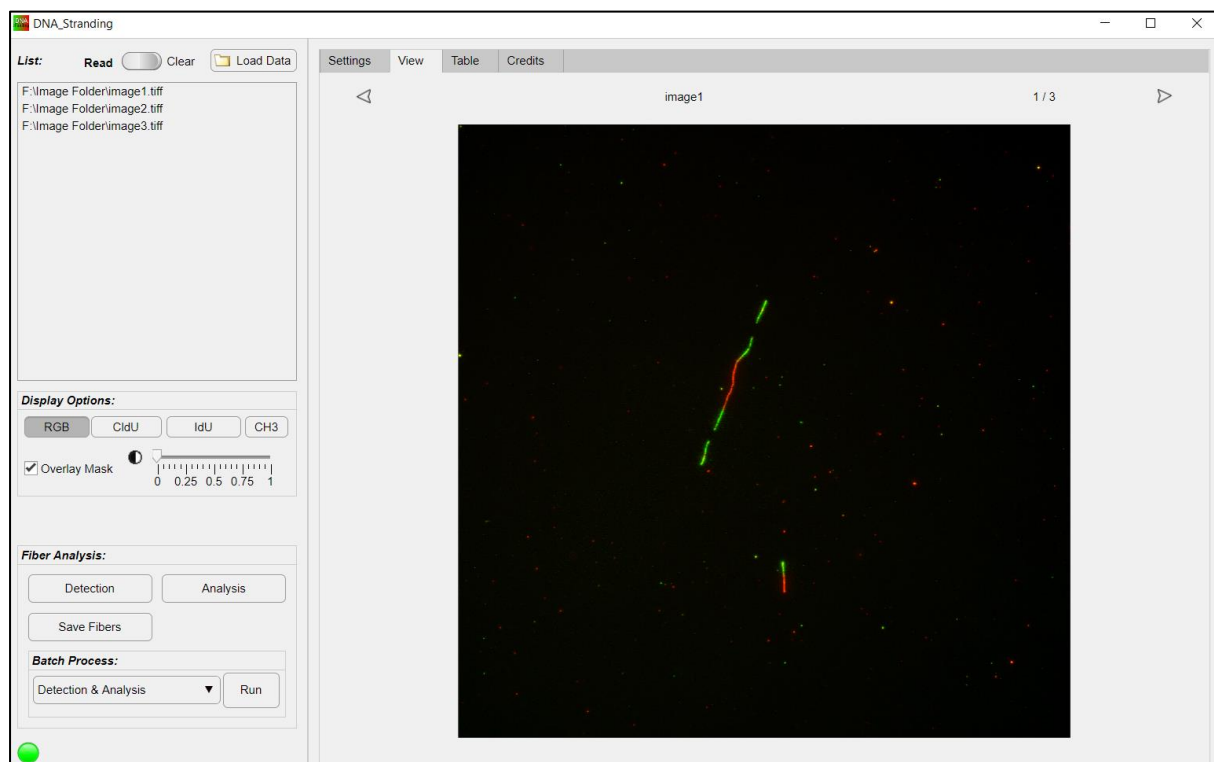 DNA_Stranding
List: Read Clear Load Data
F:\Image Folder\image1.tiff
F:\Image Folder\image2.tiff
F:\Image Folder\image3.tiff
Display Options:
RGB CldU IdU CH3
Overlay Mask
0 0.25 0.5 0.75 1
Fiber Analysis:
Detection Analysis
Save Fibers
Batch Process:
Detection & Analysis Run
Settings View Table Credits
image1 1 / 3